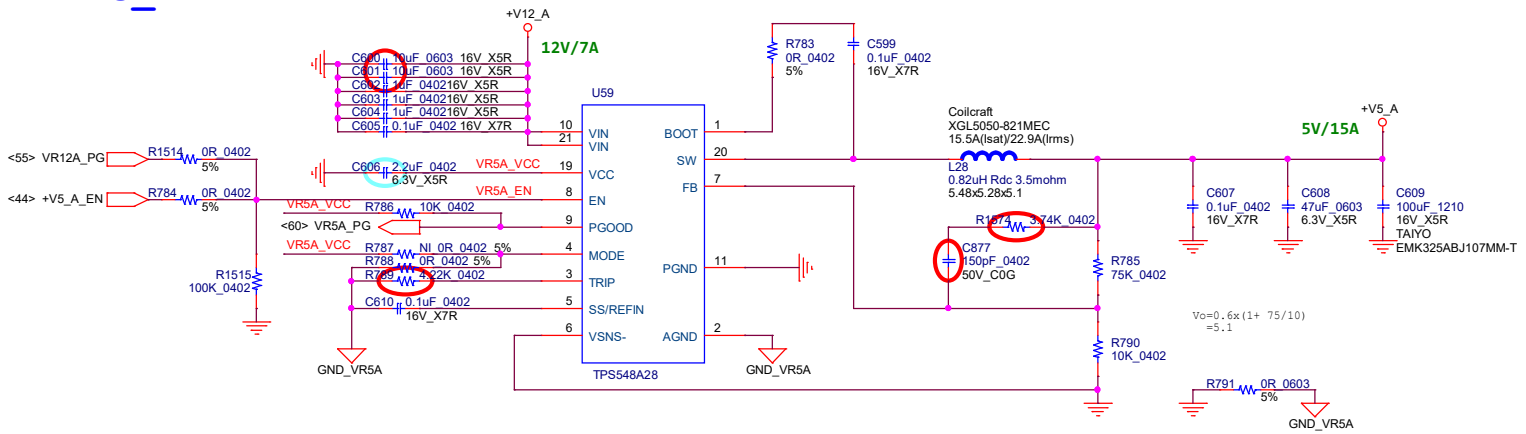 +V12_A
12V/7A
C600 10uF_0603 16V_X5R
C601 10uF_0603 16V_X5R
C602 1uF_0402 16V_X5R
C603 1uF_0402 16V_X5R
C604 1uF_0402 16V_X5R
C605 0.1uF_0402 16V_X7R
R783
0R_0402
5%
C599
0.1uF_0402
16V_X7R
U59
10 VIN
21 VIN
19 VCC
8 EN
9 PGOOD
4 MODE
3 TRIP
5 SS/REFIN
6 VSNS-
BOOT 1
SW 20
FB 7
PGND 11
AGND 2
TPS548A28
<55> VR12A_PG
R1514 0R_0402
5%
<44> +V5_A_EN
R784 0R_0402
5%
C606 2.2uF_0402
6.3V_X5R
VR5A_VCC
VR5A_EN
VR5A_VCC
R786 10K_0402
<60> VR5A_PG
VR5A_VCC
R787 NI_0R_0402 5%
R788 0R_0402 5%
R789 4.22K_0402
C610 0.1uF_0402
16V_X7R
R1515
100K_0402
GND_VR5A
GND_VR5A
Coilcraft
XGL5050-821MEC
15.5A(Isat)/22.9A(Irms)
L28
0.82uH Rdc 3.5mohm
5.48x5.28x5.1
R1574 3.74K_0402
C877
150pF_0402
50V_C0G
R785
75K_0402
R790
10K_0402
+V5_A
5V/15A
C607
0.1uF_0402
16V_X7R
C608
47uF_0603
6.3V_X5R
C609
100uF_1210
16V_X5R
TAIYO
EMK325ABJ107MM-T
Vo=0.6x(1+ 75/10)
=5.1
R791 0R_0603
5%
GND_VR5A